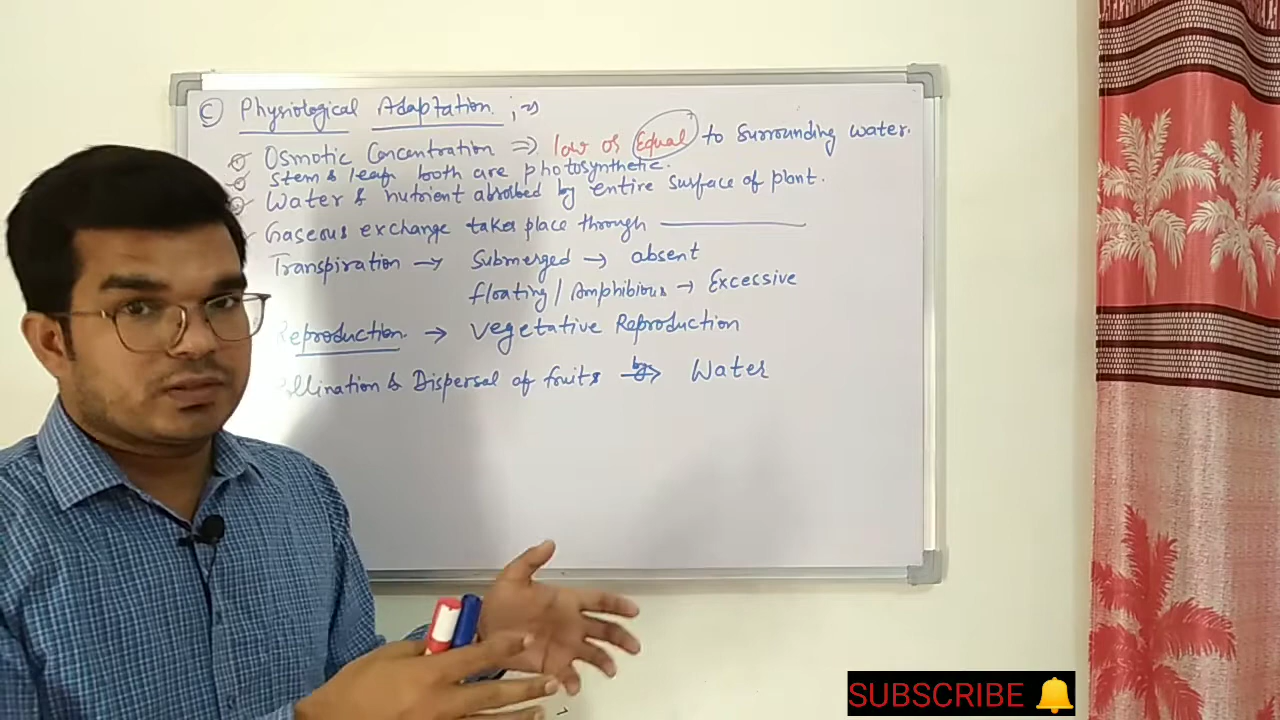 C Physiological Adaptation ;→
Osmotic Concentration ⇒ low or Equal to surrounding water.
Stem & leaf both are photosynthetic.
Water & nutrient absorbed by entire surface of plant.
Gaseous exchange takes place through ————
Transpiration → Submerged → absent
floating / Amphibious → Excessive
Reproduction → Vegetative Reproduction
Pollination & Dispersal of fruits by → Water
SUBSCRIBE